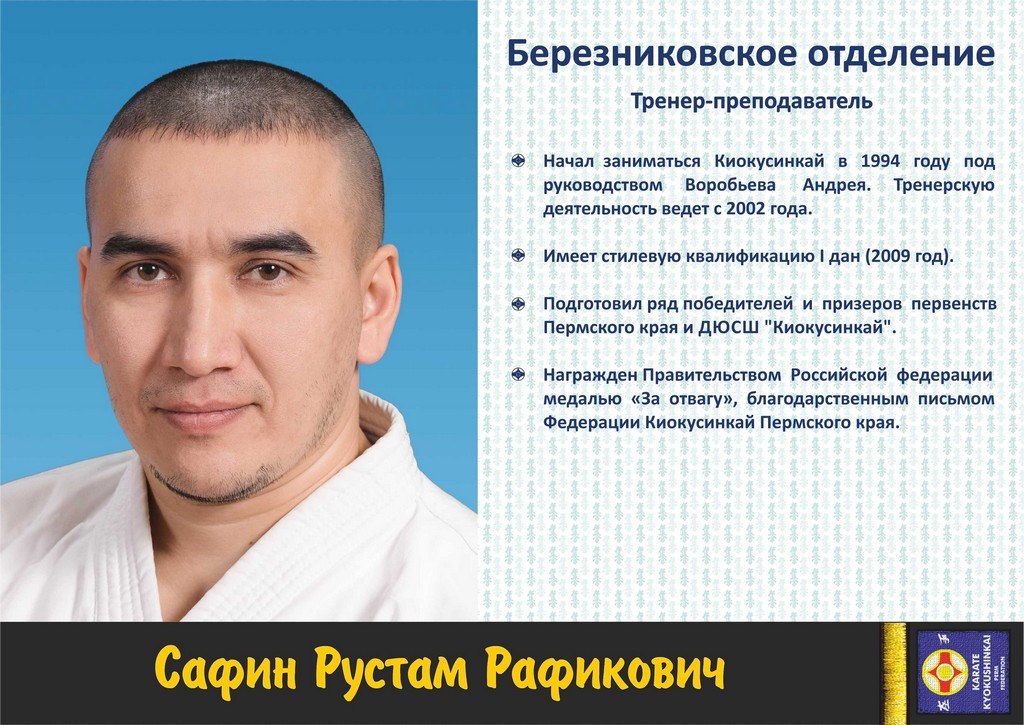 Березниковское отделение
Тренер-преподаватель
Начал заниматься Киокусинкай в 1994 году под
руководством Воробьева Андрея. Тренерскую
деятельность ведет с 2002 года.
Имеет стилевую квалификацию I дан (2009 год).
Подготовил ряд победителей и призеров первенств
Пермского края и ДЮСШ "Киокусинкай".
Награжден Правительством Российской федерации
медалью «За отвагу», благодарственным письмом
Федерации Киокусинкай Пермского края.
Сафин Рустам Рафикович
KARATE
KYOKUSHINKAI
PERM
FEDERATION